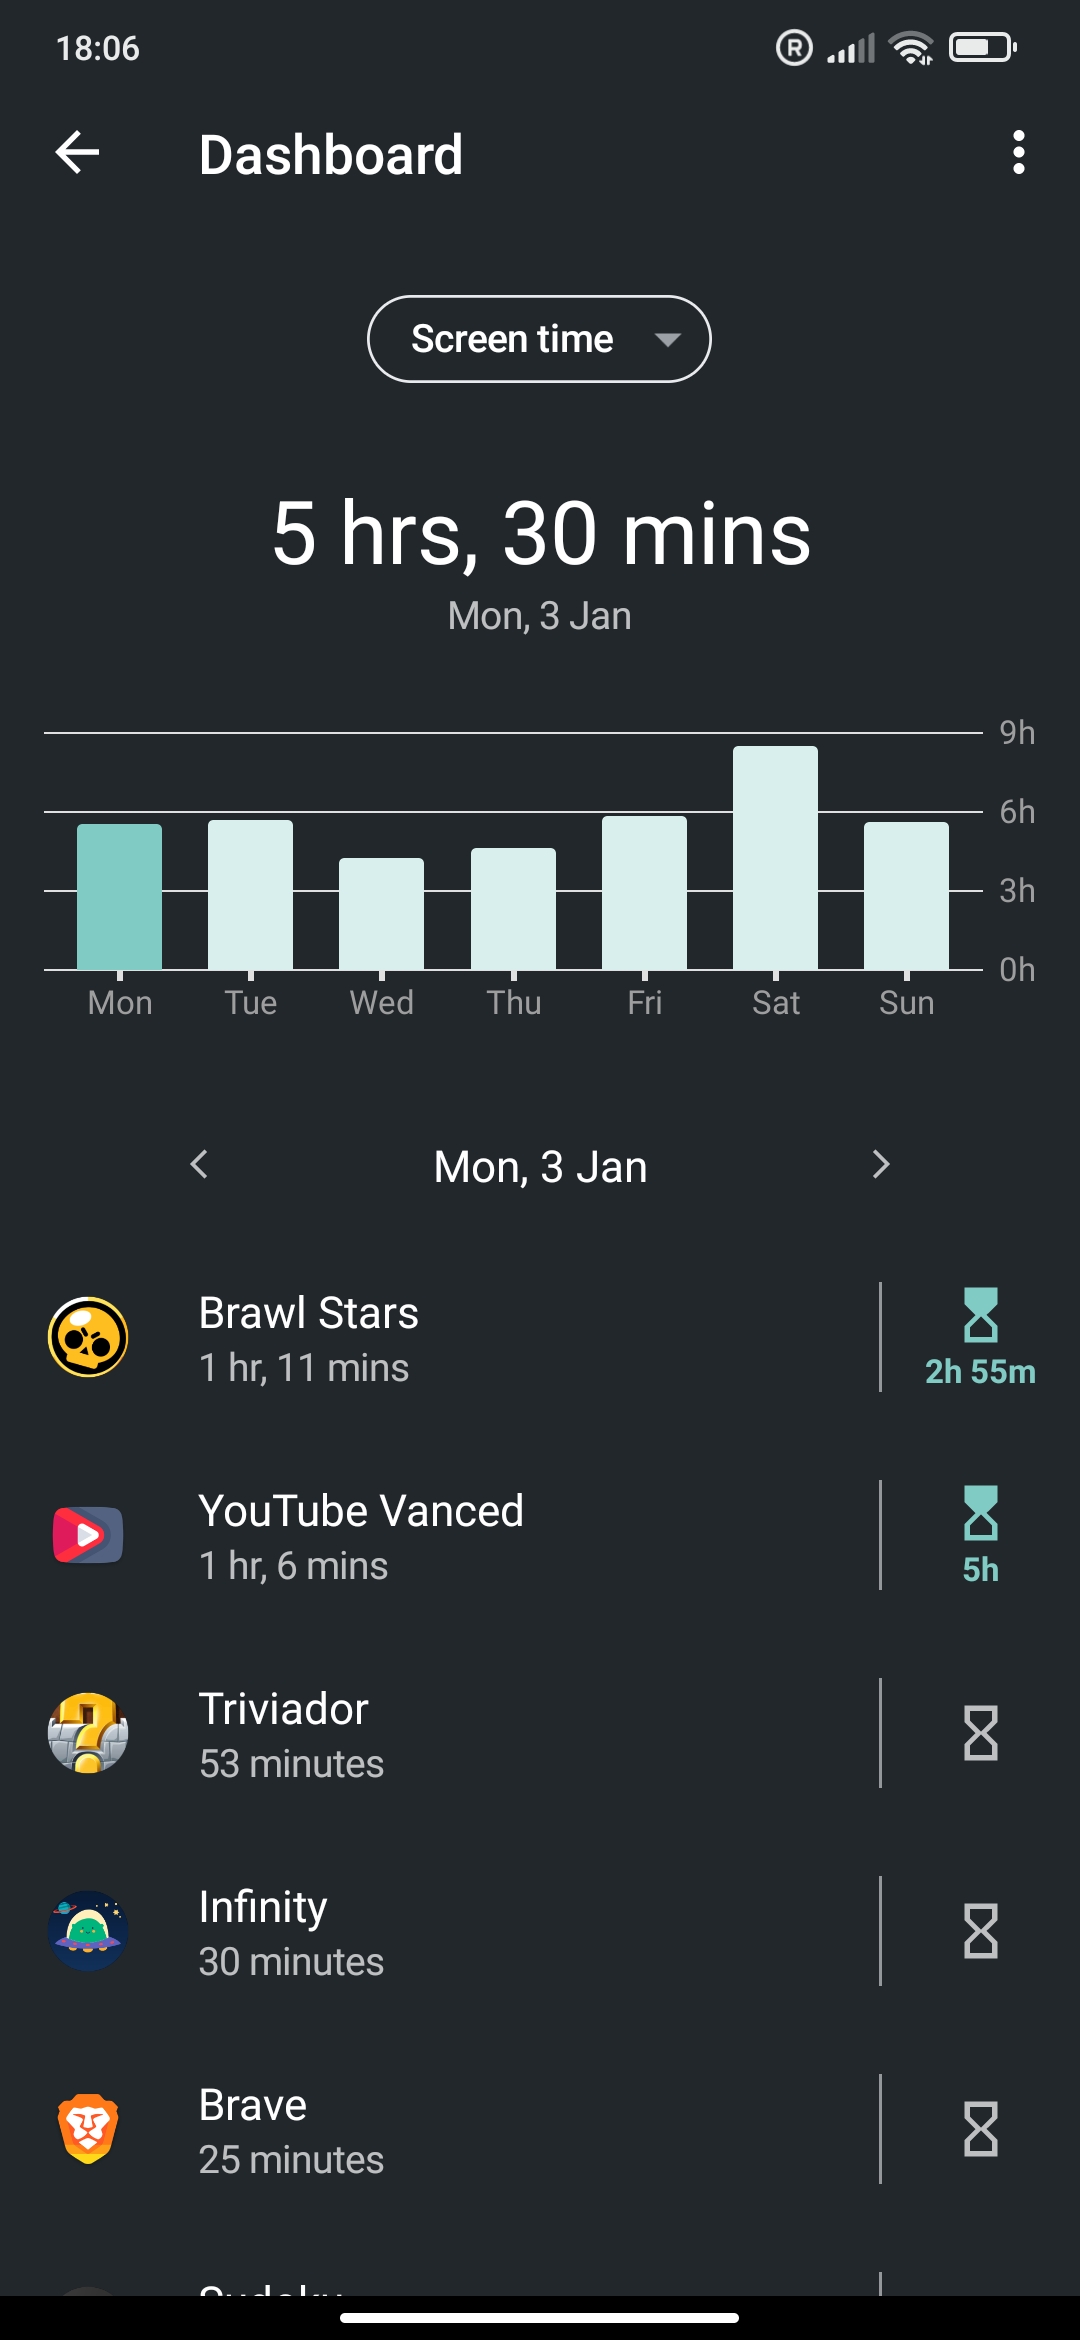 18:06
Dashboard
Screen time
5 hrs, 30 mins
Mon, 3 Jan
9h
6h
3h
0h
Mon Tue Wed Thu Fri Sat Sun
Mon, 3 Jan
Brawl Stars
1 hr, 11 mins
2h 55m
YouTube Vanced
1 hr, 6 mins
5h
Triviador
53 minutes
Infinity
30 minutes
Brave
25 minutes
Sudoku